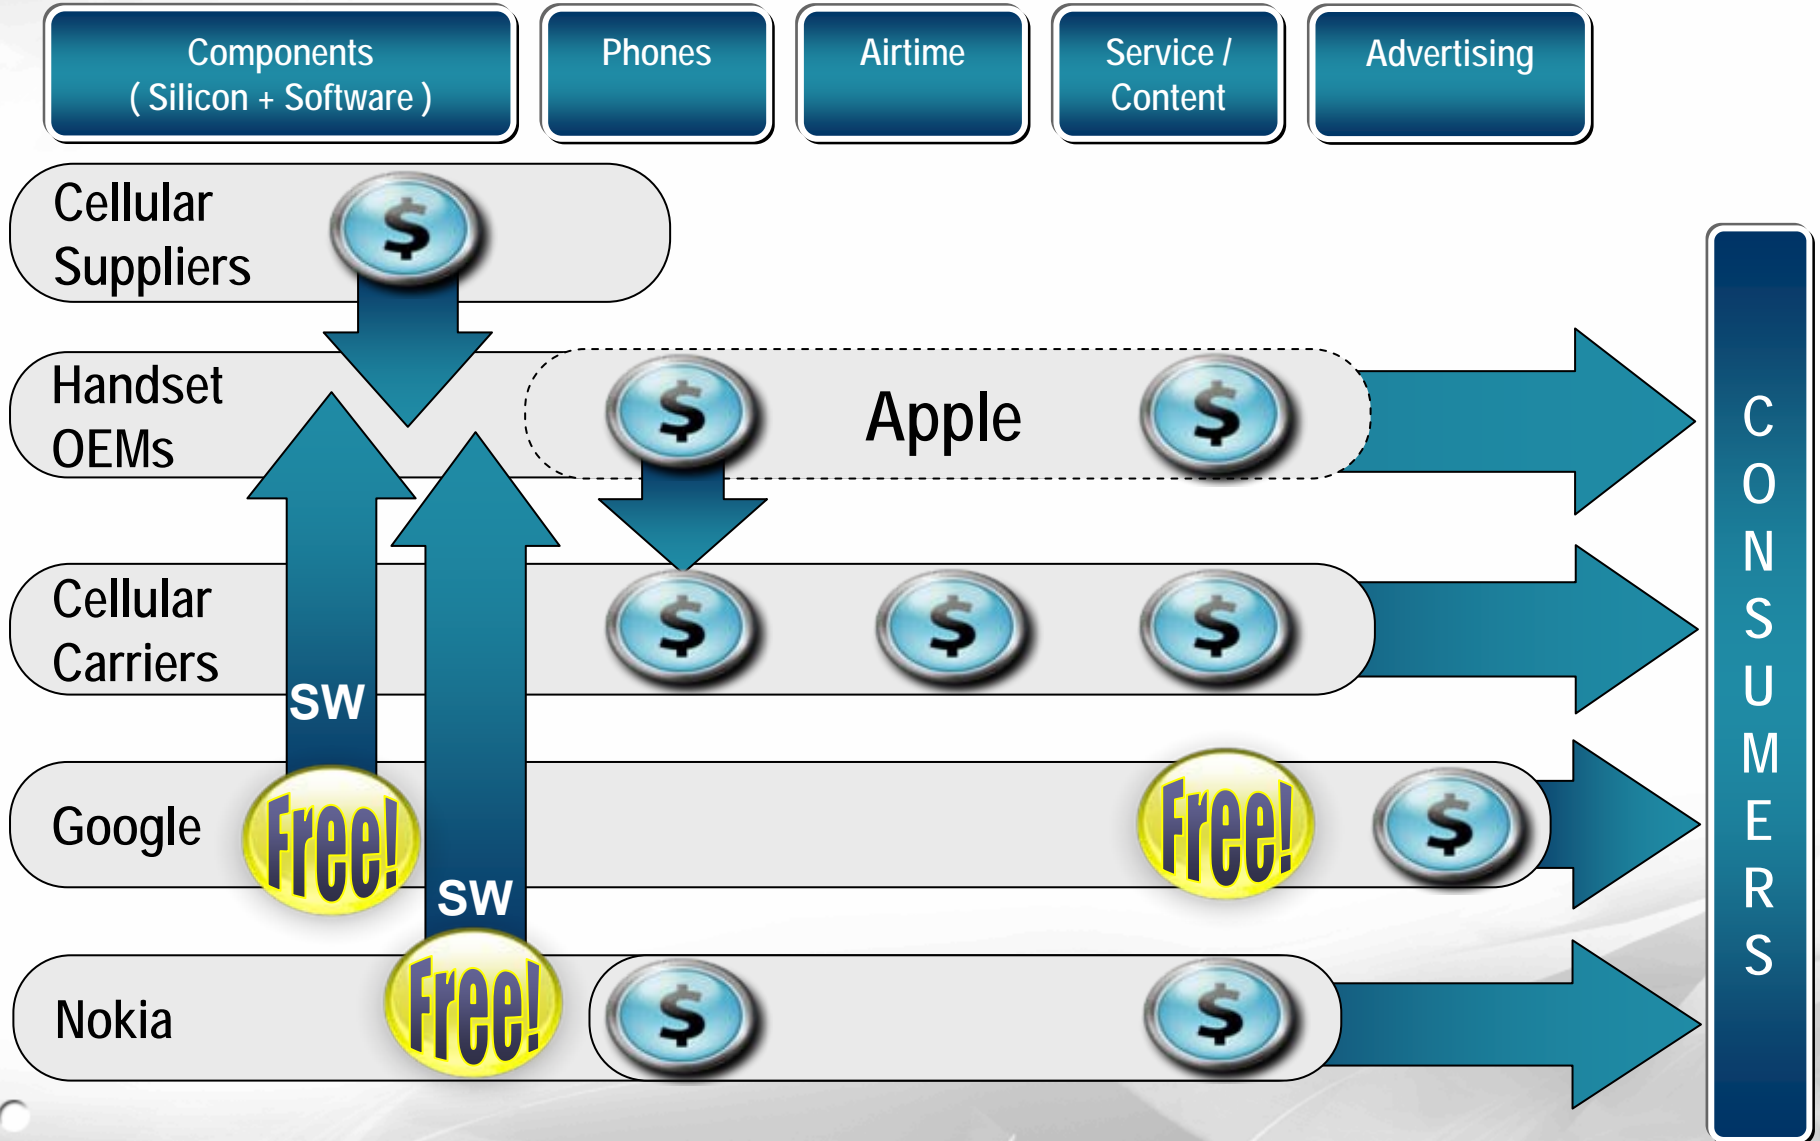 Components
( Silicon + Software )
Phones
Airtime
Service /
Content
Advertising
Cellular
Suppliers
$
Handset
OEMs
$
Apple
$
Cellular
Carriers
$
$
$
SW
Google
Free!
Free!
$
SW
Nokia
Free!
$
$
C
O
N
S
U
M
E
R
S